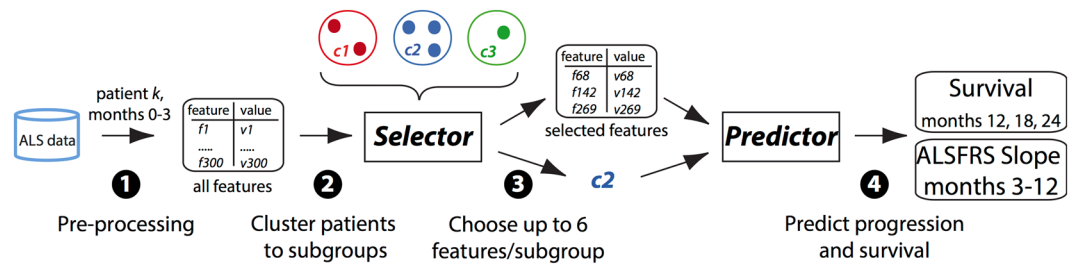 c1
c2
c3
patient k,
months 0-3
ALS data
feature value
f1 v1
..... .....
f300 v300
all features
Selector
feature value
f68 v68
f142 v142
f269 v269
selected features
c2
Predictor
Survival
months 12, 18, 24
ALSFRS Slope
months 3-12
1
Pre-processing
2
Cluster patients
to subgroups
3
Choose up to 6
features/subgroup
4
Predict progression
and survival